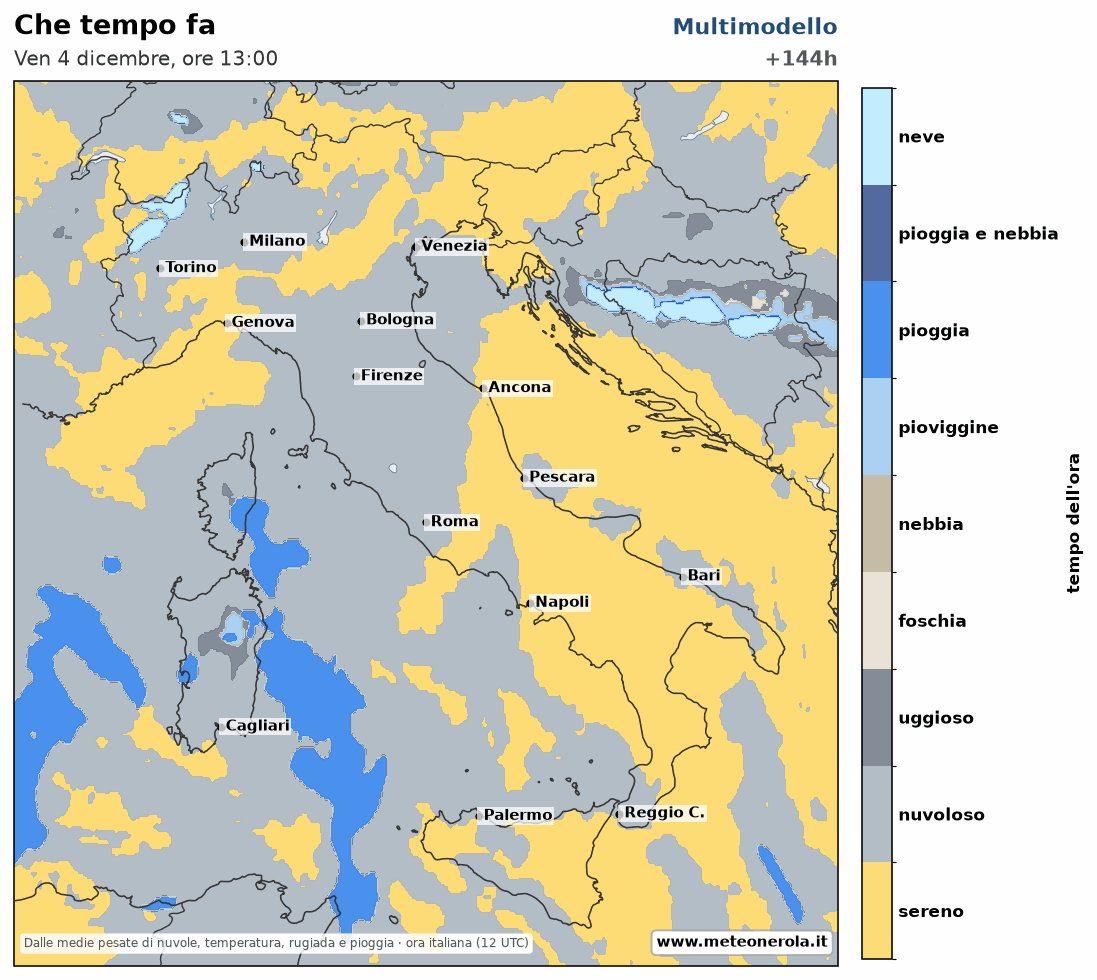 Che tempo fa
Multimodello
Ven 4 dicembre, ore 13:00
+144h
neve
pioggia e nebbia
pioggia
pioviggine
nebbia
foschia
uggioso
nuvoloso
sereno
tempo dell'ora
Milano
Venezia
Torino
Genova
Bologna
Firenze
Ancona
Pescara
Roma
Bari
Napoli
Cagliari
Palermo
Reggio C.
Dalle medie pesate di nuvole, temperatura, rugiada e pioggia · ora italiana (12 UTC)
www.meteonerola.it